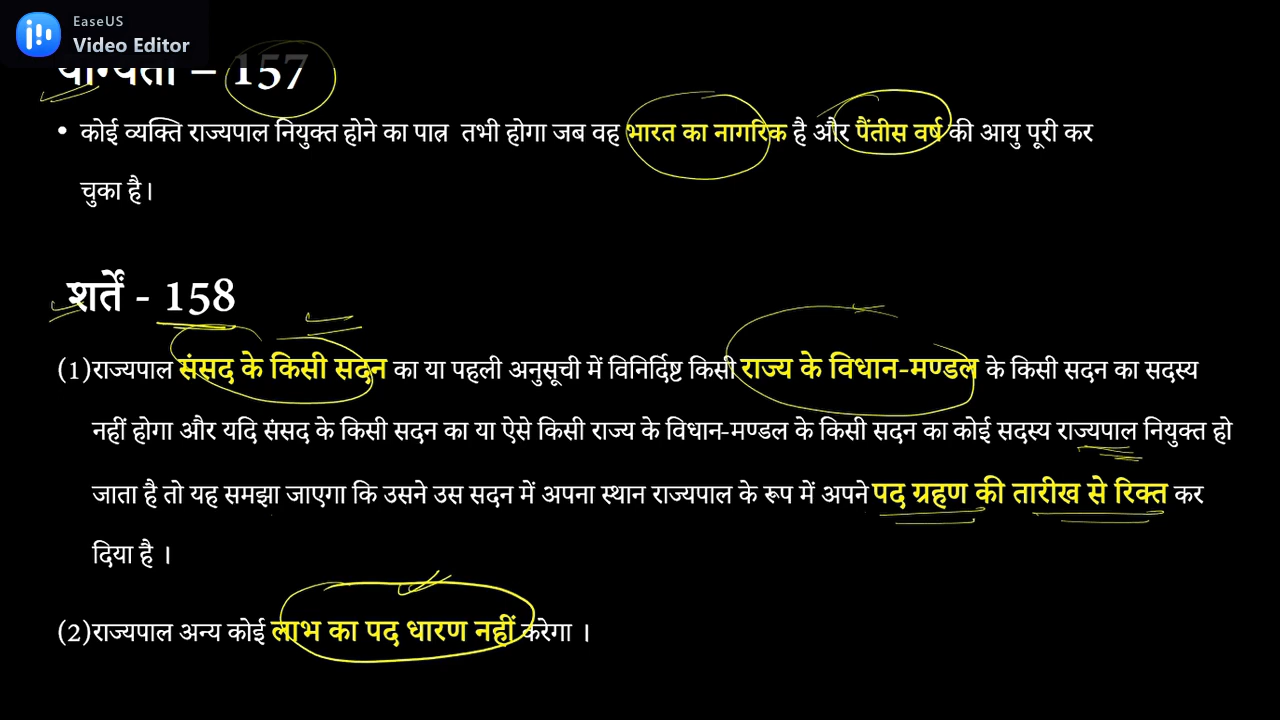 EaseUS
Video Editor
योग्यता – 157
• कोई व्यक्ति राज्यपाल नियुक्त होने का पात्र तभी होगा जब वह भारत का नागरिक है और पैंतीस वर्ष की आयु पूरी कर
चुका है।
शर्तें - 158
(1)राज्यपाल संसद के किसी सदन का या पहली अनुसूची में विनिर्दिष्ट किसी राज्य के विधान-मण्डल के किसी सदन का सदस्य
नहीं होगा और यदि संसद के किसी सदन का या ऐसे किसी राज्य के विधान-मण्डल के किसी सदन का कोई सदस्य राज्यपाल नियुक्त हो
जाता है तो यह समझा जाएगा कि उसने उस सदन में अपना स्थान राज्यपाल के रूप में अपने पद ग्रहण की तारीख से रिक्त कर
दिया है ।
(2)राज्यपाल अन्य कोई लाभ का पद धारण नहीं करेगा ।